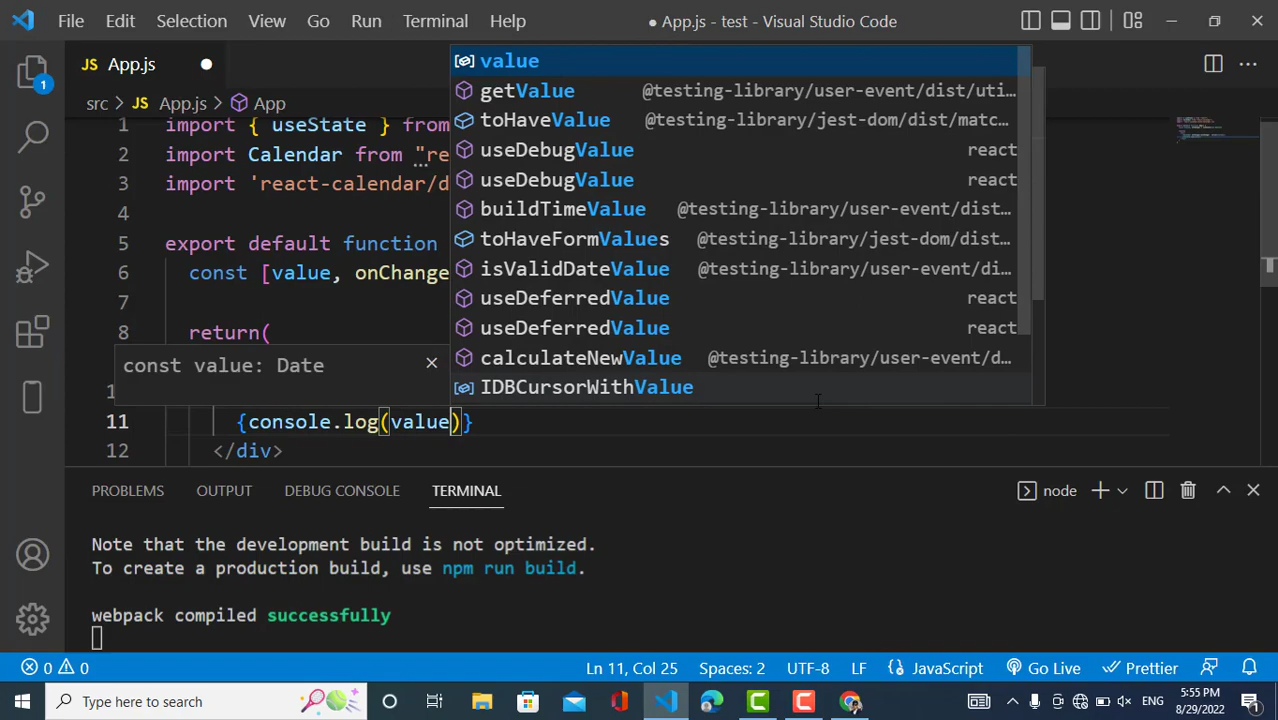 File Edit Selection View Go Run Terminal Help ● App.js - test - Visual Studio Code
JS App.js ●
src > JS App.js > App
1 import { useState } from
2 import Calendar from "re
3 import 'react-calendar/d
4
5 export default function
6 const [value, onChange
7
8 return(
1
11 {console.log(value)}
12 </div>
value
getValue @testing-library/user-event/dist/uti...
toHaveValue @testing-library/jest-dom/dist/matc...
useDebugValue react
useDebugValue react
buildTimeValue @testing-library/user-event/dist...
toHaveFormValues @testing-library/jest-dom/dist...
isValidDateValue @testing-library/user-event/di...
useDeferredValue react
useDeferredValue react
calculateNewValue @testing-library/user-event/d...
IDBCursorWithValue
const value: Date
PROBLEMS OUTPUT DEBUG CONSOLE TERMINAL node
Note that the development build is not optimized.
To create a production build, use npm run build.
webpack compiled successfully
0 0 Ln 11, Col 25 Spaces: 2 UTF-8 LF JavaScript Go Live Prettier
Type here to search
ENG
5:55 PM
8/29/2022
1
1